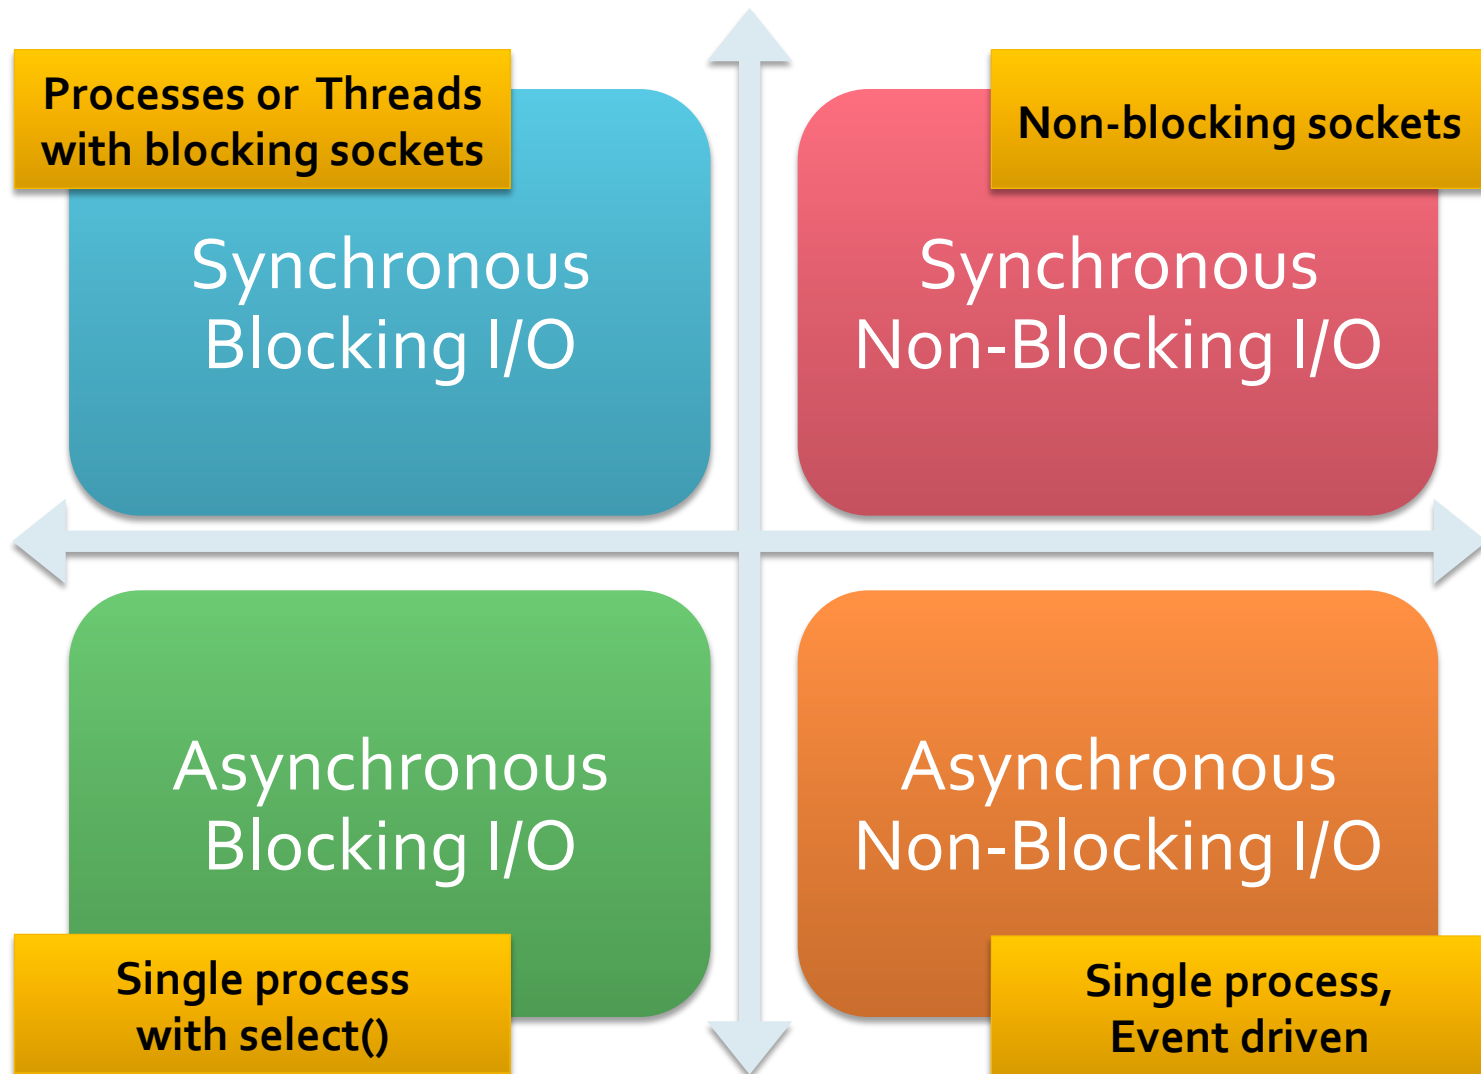 Processes or Threads
with blocking sockets
Synchronous
Blocking I/O
Non-blocking sockets
Synchronous
Non-Blocking I/O
Asynchronous
Blocking I/O
Single process
with select()
Asynchronous
Non-Blocking I/O
Single process,
Event driven